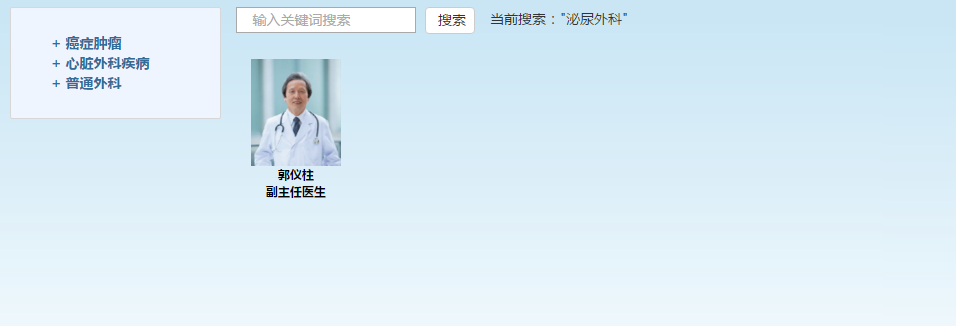 + 癌症肿瘤
+ 心脏外科疾病
+ 普通外科
输入关键词搜索
搜索
当前搜索："泌尿外科"
郭仪柱
副主任医生